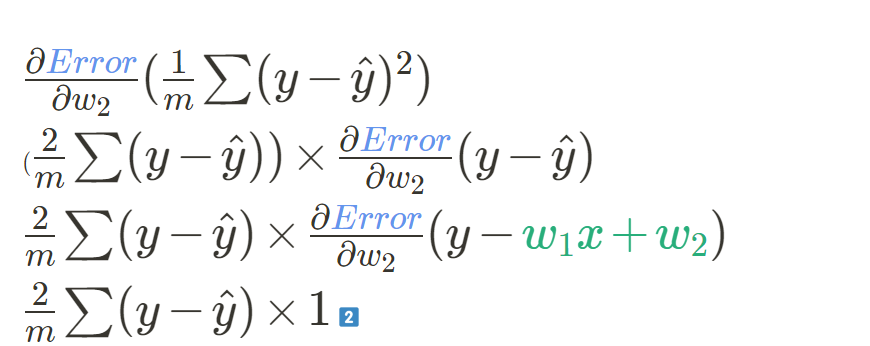 ∂Error/∂w₂ (1/m ∑(y − ŷ)²)
(2/m ∑(y − ŷ)) × ∂Error/∂w₂ (y − ŷ)
2/m ∑(y − ŷ) × ∂Error/∂w₂ (y − w₁x + w₂)
2/m ∑(y − ŷ) × 1 2